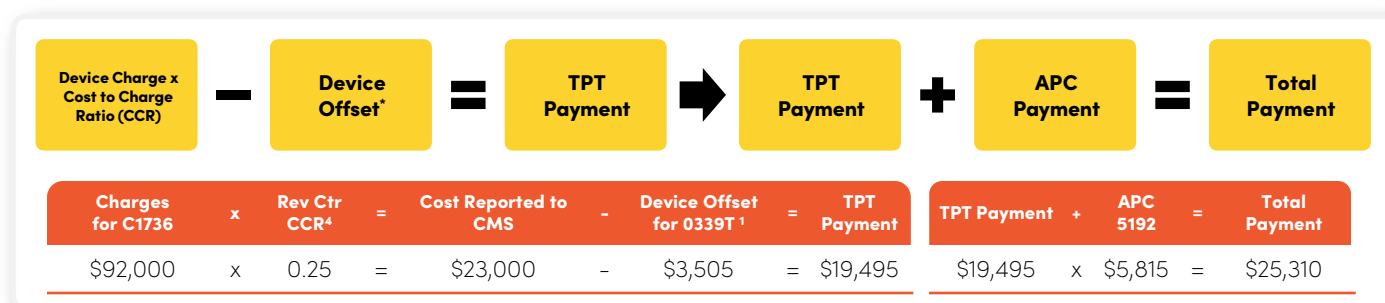 Device Charge x
Cost to Charge
Ratio (CCR)
−
Device
Offset*
=
TPT
Payment
TPT
Payment
+
APC
Payment
=
Total
Payment
Charges
for C1736
x
Rev Ctr
CCR4
=
Cost Reported to
CMS
-
Device Offset
for 0339T 1
=
TPT
Payment
TPT Payment
+
APC
5192
=
Total
Payment
$92,000 x 0.25 = $23,000 - $3,505 = $19,495
$19,495 x $5,815 = $25,310